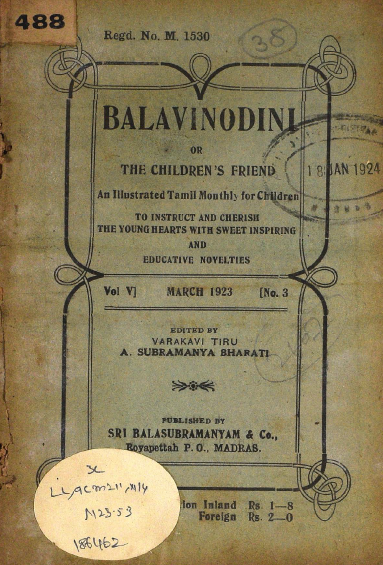 488
Regd. No. M. 1530
38
BALAVINODINI
OR
THE CHILDREN'S FRIEND
An Illustrated Tamil Monthly for Children
18 JAN 1924
TO INSTRUCT AND CHERISH
THE YOUNG HEARTS WITH SWEET INSPIRING
AND
EDUCATIVE NOVELTIES
Vol V] MARCH 1923 [No. 3
EDITED BY
VARAKAVI TIRU
A. SUBRAMANYA BHARATI
PUBLISHED BY
SRI BALASUBRAMANYAM & Co.,
Royapettah P. O., MADRAS.
ion Inland Rs. 1—8
Foreign Rs. 2—0
N23.53
186462